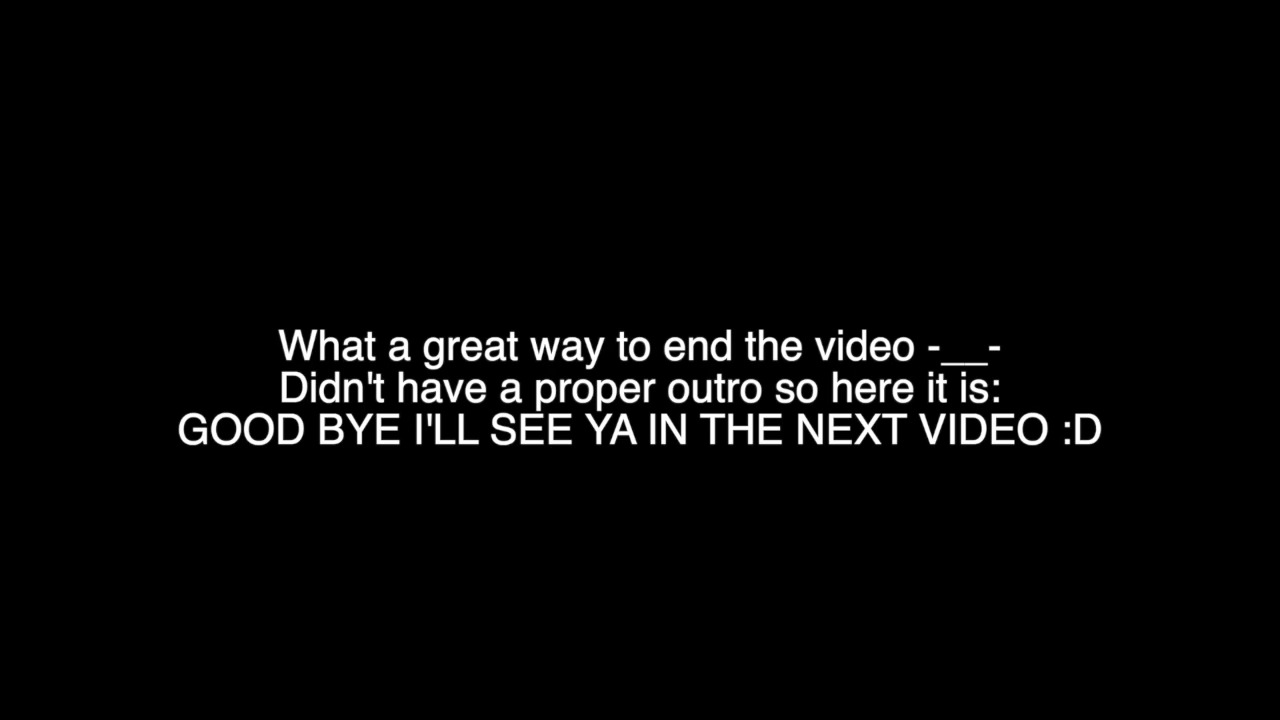 What a great way to end the video -__-
Didn't have a proper outro so here it is:
GOOD BYE I'LL SEE YA IN THE NEXT VIDEO :D